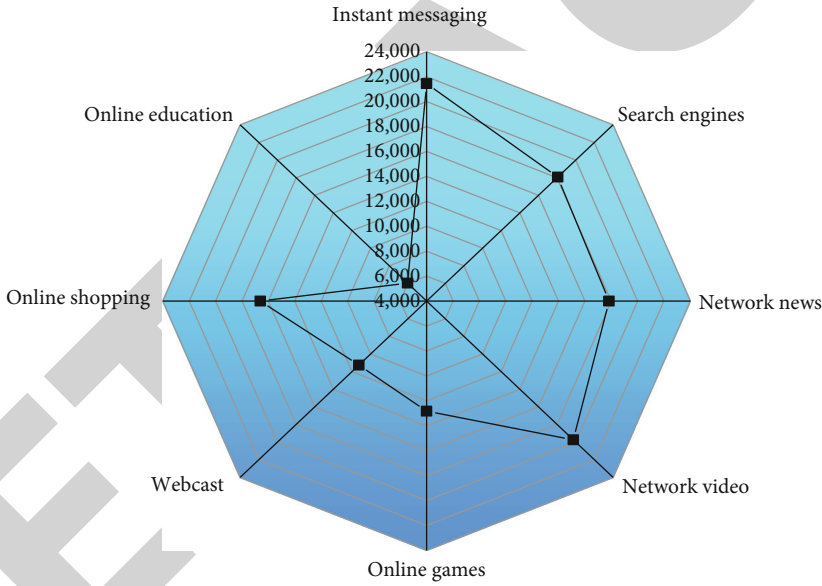 Instant messaging
24,000
22,000
20,000
18,000
16,000
14,000
12,000
10,000
8,000
6,000
4,000
Online education
Search engines
Online shopping
Network news
Webcast
Network video
Online games